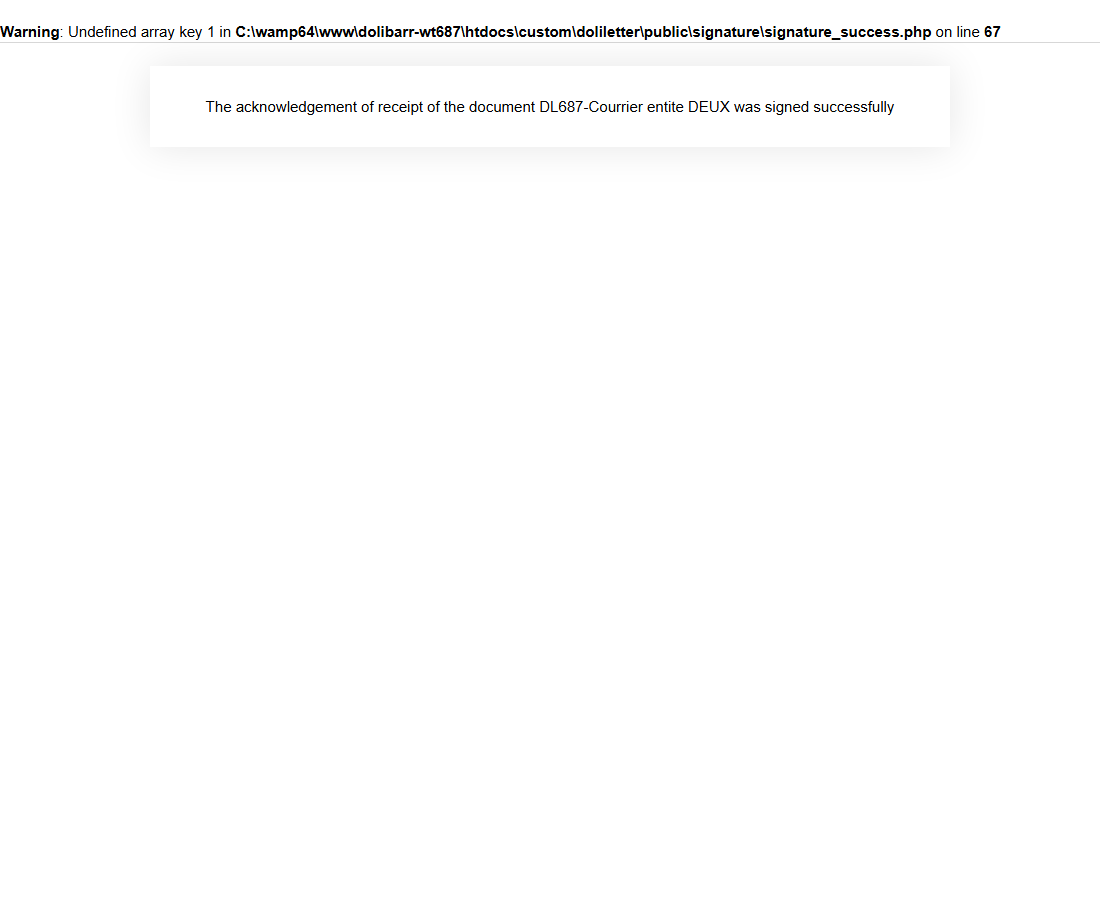 Warning: Undefined array key 1 in C:\wamp64\www\dolibarr-wt687\htdocs\custom\doliletter\public\signature\signature_success.php on line 67
The acknowledgement of receipt of the document DL687-Courrier entite DEUX was signed successfully